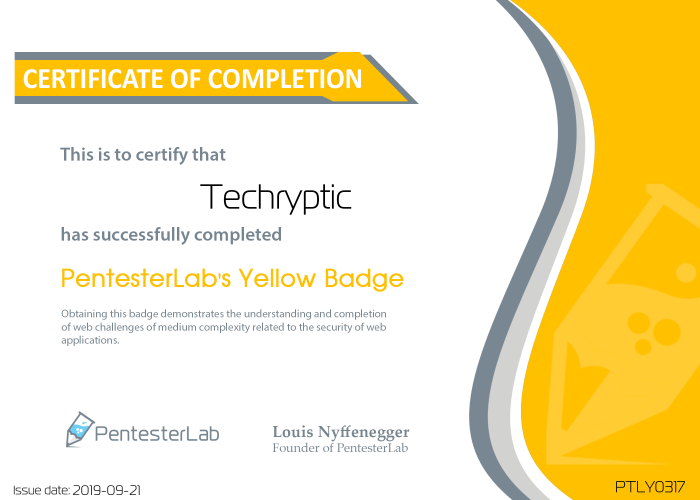 CERTIFICATE OF COMPLETION
This is to certify that
Techryptic
has successfully completed
PentesterLab's Yellow Badge
Obtaining this badge demonstrates the understanding and completion
of web challenges of medium complexity related to the security of web
applications.
PentesterLab
Louis Nyffenegger
Founder of PentesterLab
Issue date: 2019-09-21
PTLY0317